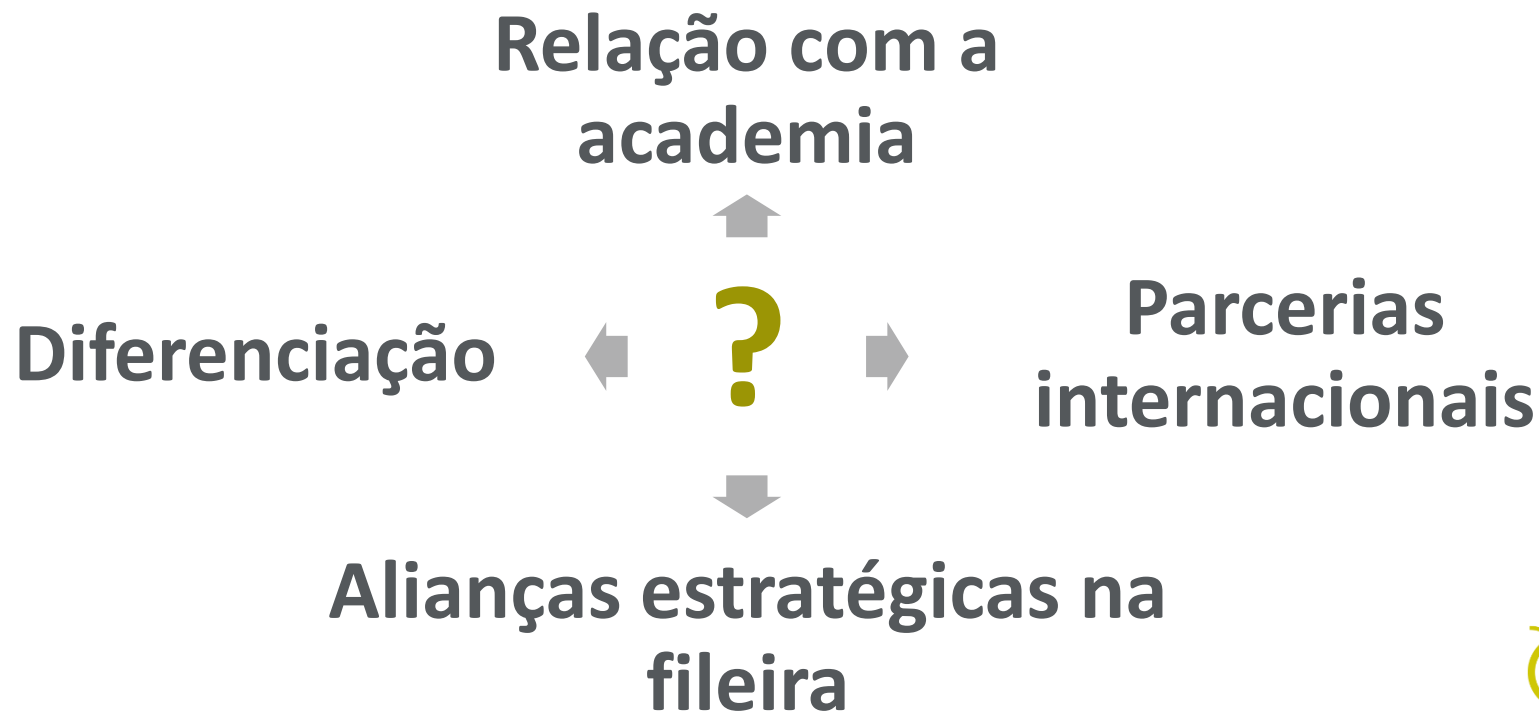 Relação com a
academia
Diferenciação
?
Parcerias
internacionais
Alianças estratégicas na
fileira